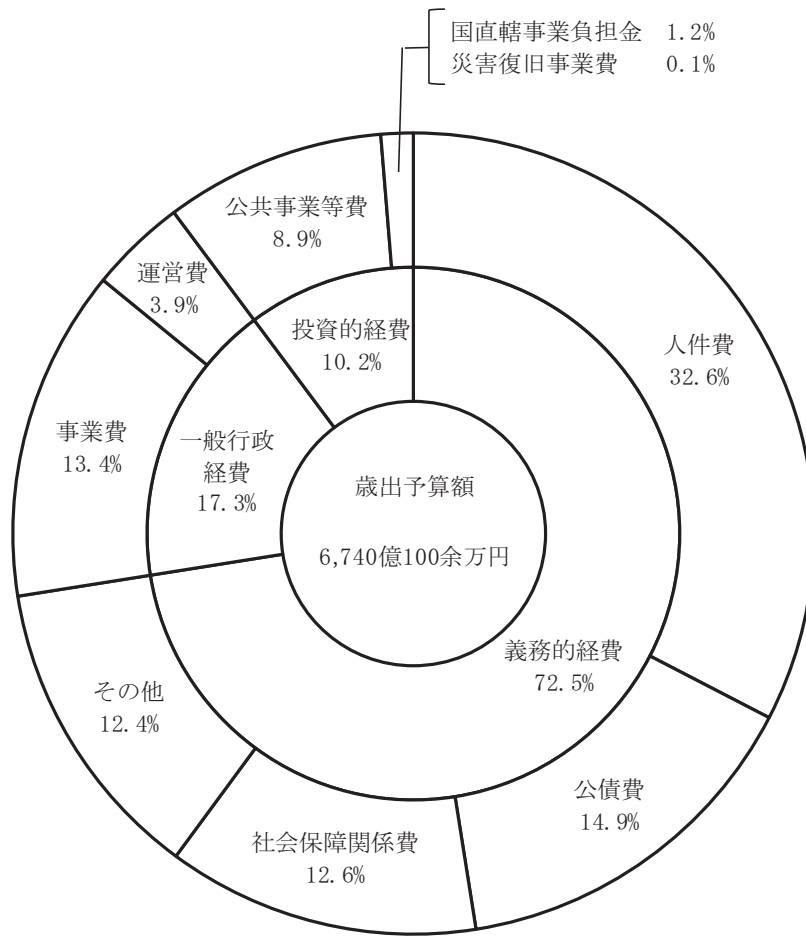 国直轄事業負担金 1.2%
災害復旧事業費 0.1%
公共事業等費
8.9%
運営費
3.9%
投資的経費
10.2%
人件費
32.6%
事業費
13.4%
一般行政
経費
17.3%
歳出予算額
6,740億100余万円
義務的経費
72.5%
その他
12.4%
公債費
14.9%
社会保障関係費
12.6%